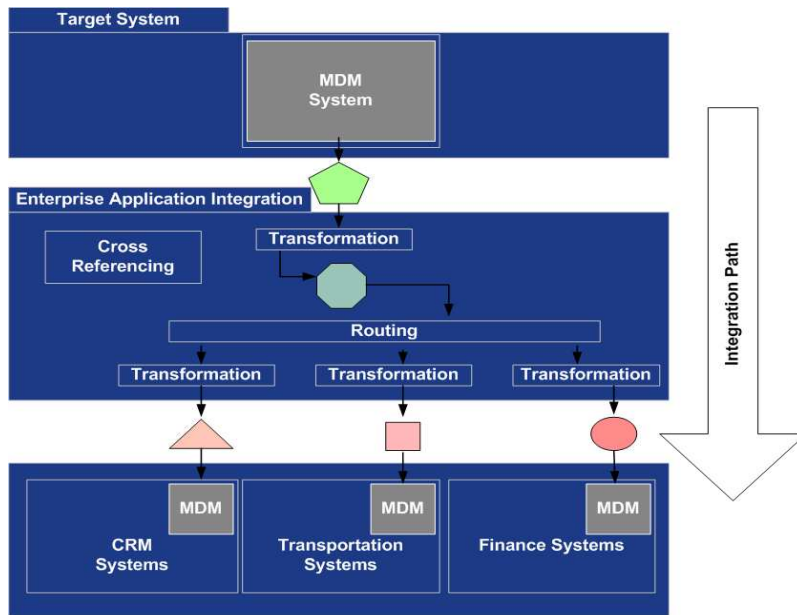 Target System
MDM
System
Enterprise Application Integration
Cross
Referencing
Transformation
Routing
Transformation
Transformation
Transformation
Integration Path
MDM
CRM
Systems
MDM
Transportation
Systems
MDM
Finance Systems